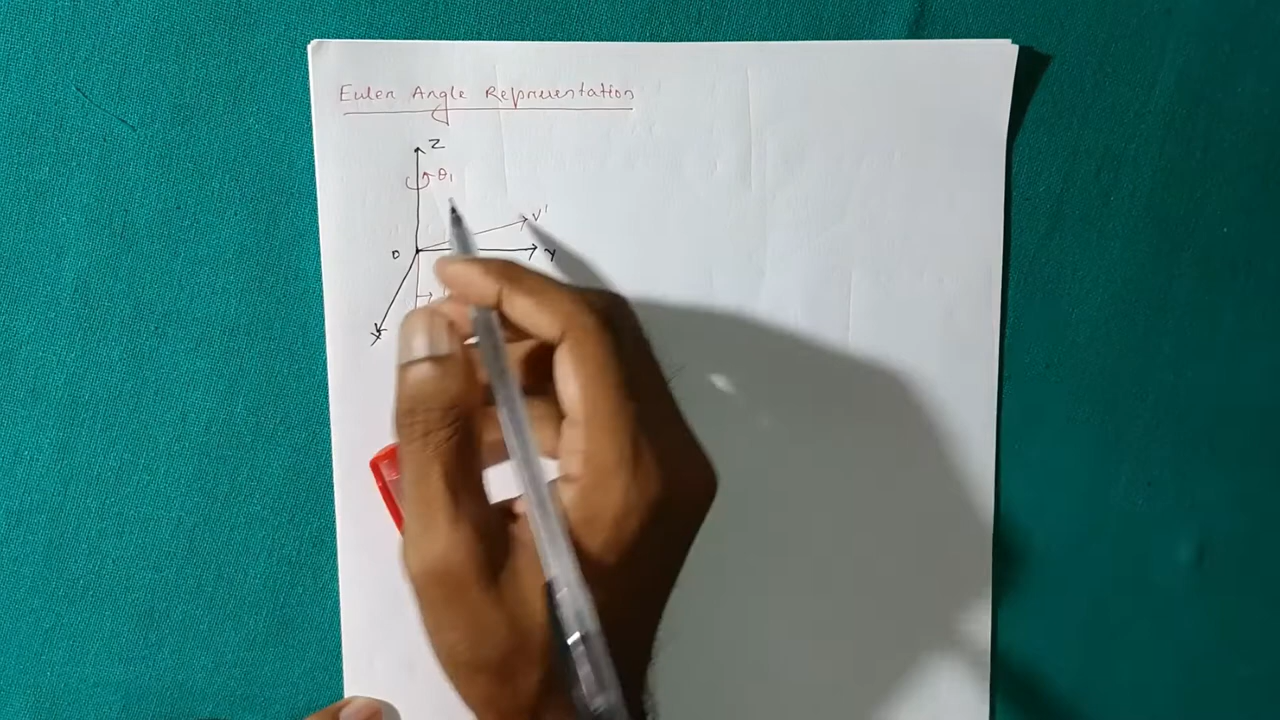 Euler Angle Representation
Z
θ₁
V'
O
Y
X